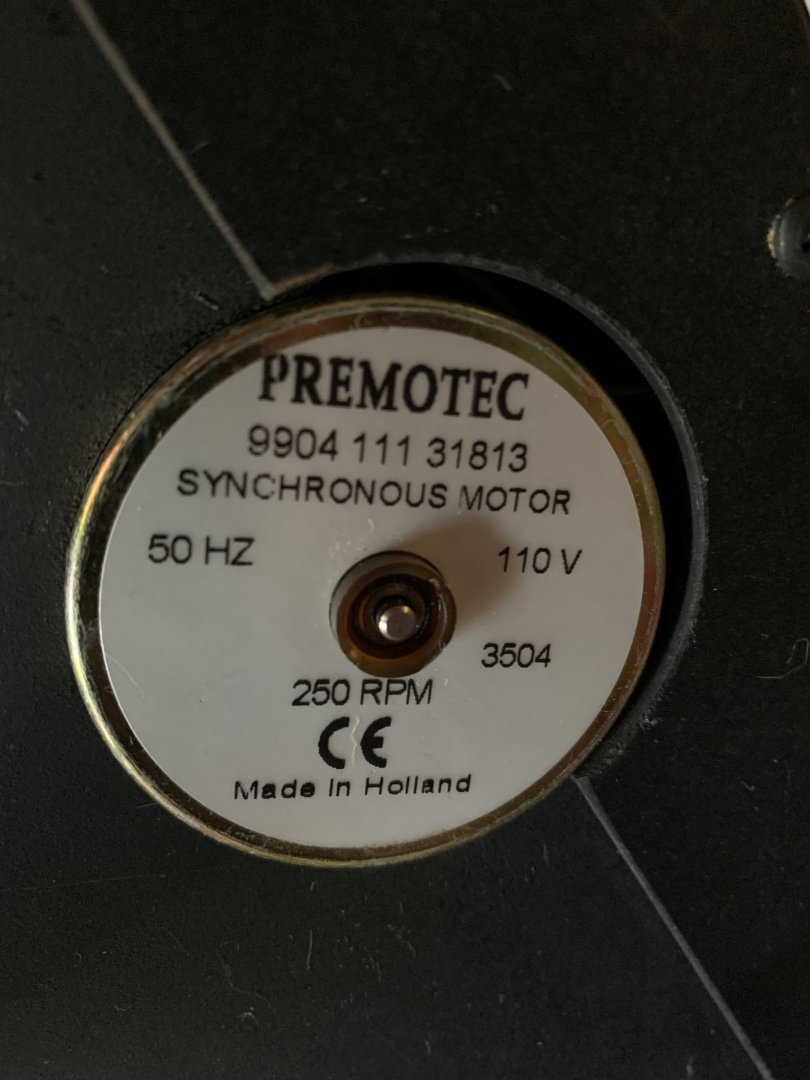 PREMOTEC
9904 111 31813
SYNCHRONOUS MOTOR
50 HZ 110 V
3504
250 RPM
CE
Made In Holland